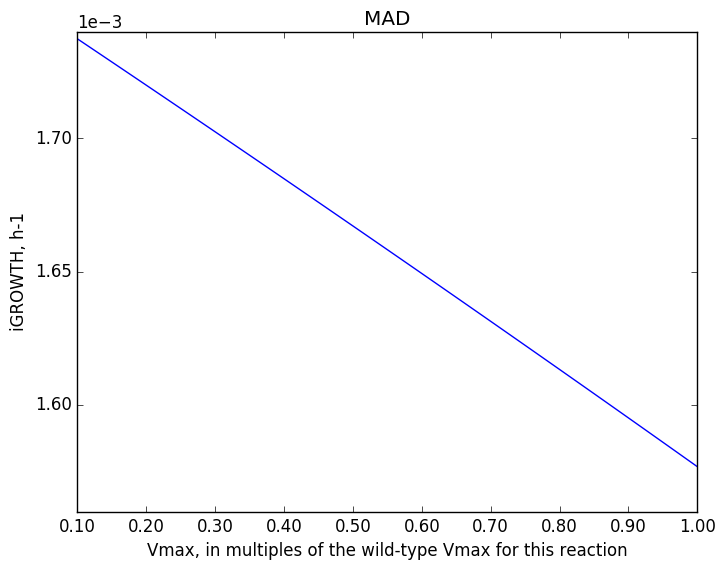 MAD
1e−3
1.70
1.65
1.60
iGROWTH, h-1
0.10 0.20 0.30 0.40 0.50 0.60 0.70 0.80 0.90 1.00
Vmax, in multiples of the wild-type Vmax for this reaction